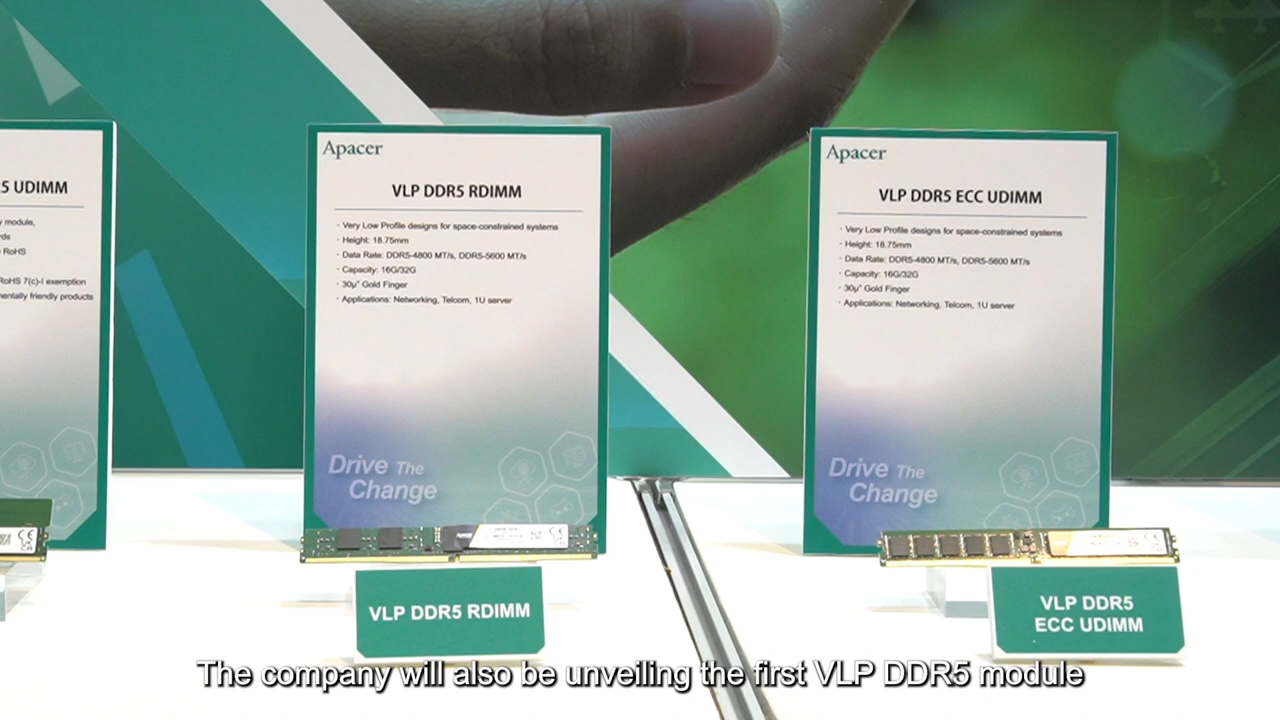 5 UDIMM
y module,
rds
RoHS
RoHS 7(c)-I exemption
mentally friendly products
Apacer
VLP DDR5 RDIMM
· Very Low Profile designs for space-constrained systems
· Height: 18.75mm
· Data Rate: DDR5-4800 MT/s, DDR5-5600 MT/s
· Capacity: 16G/32G
· 30μ" Gold Finger
· Applications: Networking, Telcom, 1U server
Drive The
Change
VLP DDR5 RDIMM
Apacer
VLP DDR5 ECC UDIMM
· Very Low Profile designs for space-constrained systems
· Height: 18.75mm
· Data Rate: DDR5-4800 MT/s, DDR5-5600 MT/s
· Capacity: 16G/32G
· 30μ" Gold Finger
· Applications: Networking, Telcom, 1U server
Drive The
Change
VLP DDR5
ECC UDIMM
The company will also be unveiling the first VLP DDR5 module